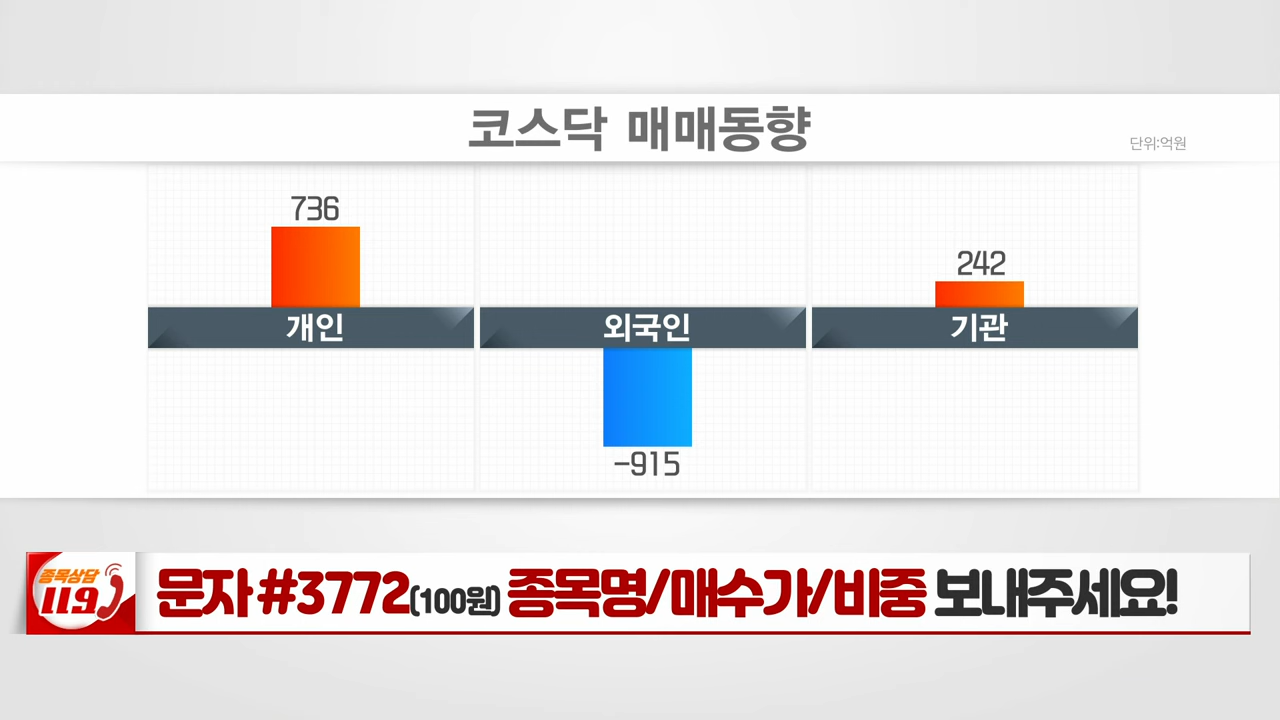 코스닥 매매동향
단위:억원
736
242
개인
외국인
기관
-915
종목상담
119
문자 #3772(100원) 종목명/매수가/비중 보내주세요!